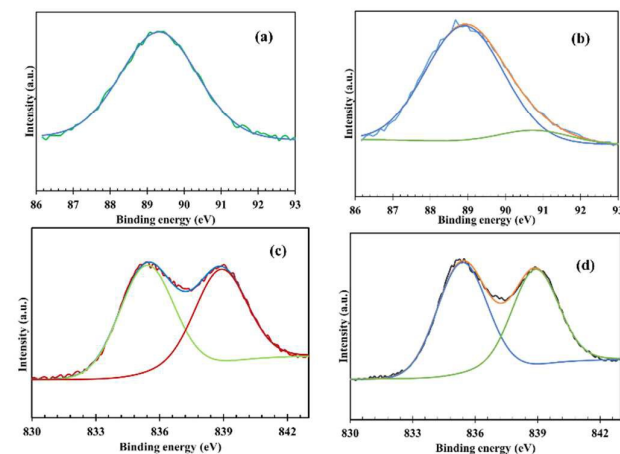 (a)
Intensity (a.u.)
86 87 88 89 90 91 92 93
Binding energy (eV)
(b)
Intensity (a.u.)
86 87 88 89 90 91 92 93
Binding energy (eV)
(c)
Intensity (a.u.)
830 833 836 839 842
Binding energy (eV)
(d)
Intensity (a.u.)
830 833 836 839 842
Binding energy (eV)